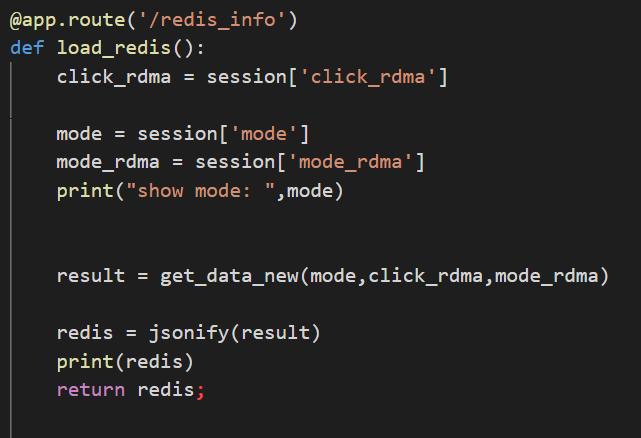 @app.route('/redis_info')
def load_redis():
    click_rdma = session['click_rdma']
    mode = session['mode']
    mode_rdma = session['mode_rdma']
    print("show mode: ",mode)
    result = get_data_new(mode,click_rdma,mode_rdma)
    redis = jsonify(result)
    print(redis)
    return redis;